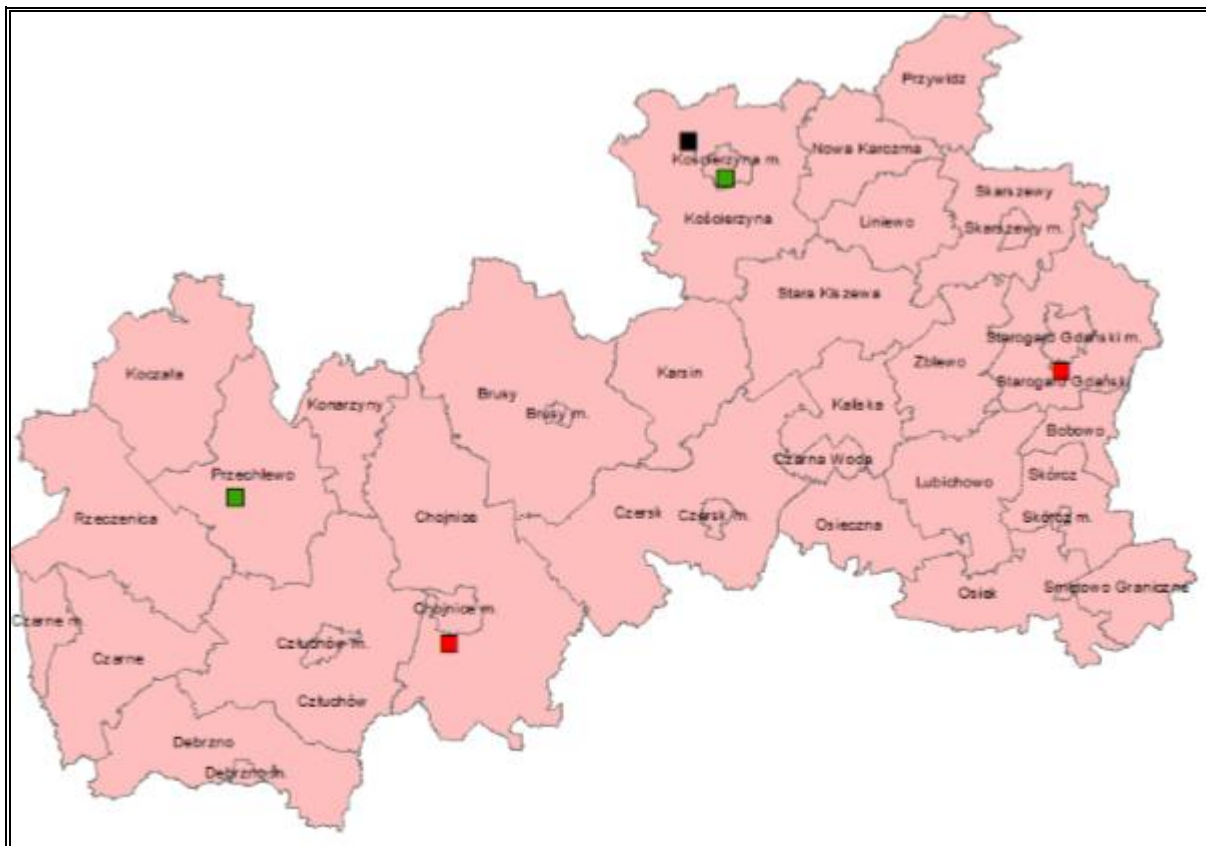 Przywidz
Nowa Karczma
Kościerzyna m.
Skarszewy
Kościerzyna
Liniewo
Skarszewy m.
Stara Kiszewa
Starogard Gdański m.
Zblewo
Karsin
Koczała
Starogard Gdański
Brusy
Konarzyny
Kaliska
Brusy m.
Bobowo
Czarna Woda
Przechlewo
Skórcz
Lubichowo
Czersk
Czersk m.
Rzeczenica
Chojnice
Skórcz m.
Osieczna
Smętowo Graniczne
Osiek
Chojnice m.
Czarne m.
Człuchów m.
Czarne
Człuchów
Debrzno
Debrzno m.